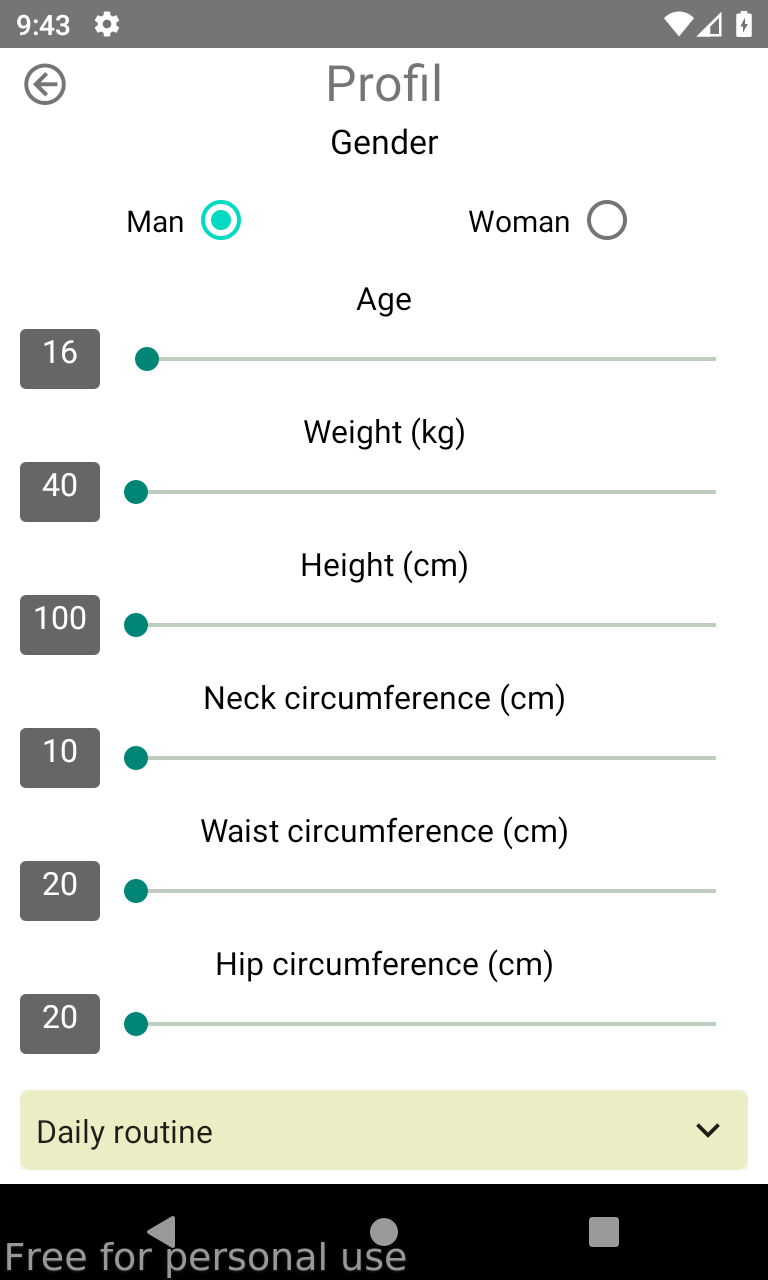 9:43
Profil
Gender
Man Woman
Age
16
Weight (kg)
40
Height (cm)
100
Neck circumference (cm)
10
Waist circumference (cm)
20
Hip circumference (cm)
20
Daily routine
Free for personal use